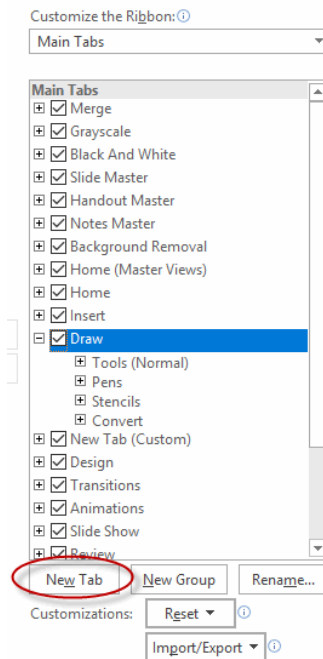 Customize the Ribbon:
Main Tabs
Main Tabs
Merge
Grayscale
Black And White
Slide Master
Handout Master
Notes Master
Background Removal
Home (Master Views)
Home
Insert
Draw
Tools (Normal)
Pens
Stencils
Convert
New Tab (Custom)
Design
Transitions
Animations
Slide Show
Review
New Tab New Group Rename...
Customizations: Reset
Import/Export